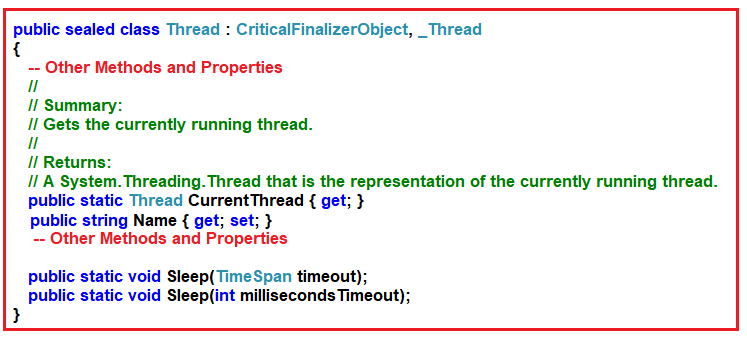 public sealed class Thread : CriticalFinalizerObject, _Thread
{
-- Other Methods and Properties
//
// Summary:
// Gets the currently running thread.
//
// Returns:
// A System.Threading.Thread that is the representation of the currently running thread.
public static Thread CurrentThread { get; }
public string Name { get; set; }
-- Other Methods and Properties
public static void Sleep(TimeSpan timeout);
public static void Sleep(int millisecondsTimeout);
}